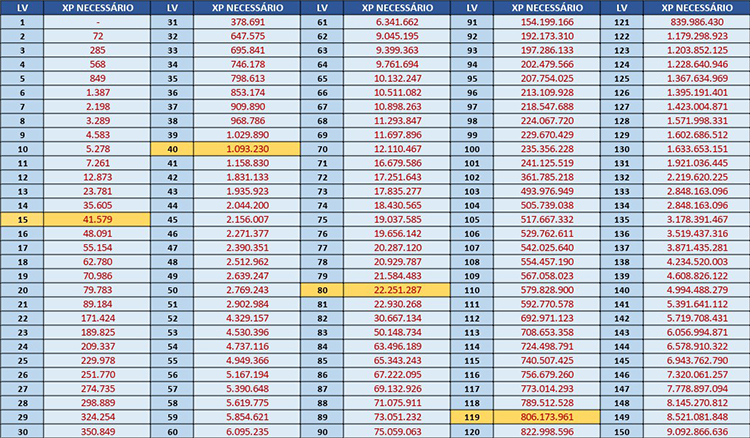 LV XP NECESSÁRIO LV XP NECESSÁRIO LV XP NECESSÁRIO LV XP NECESSÁRIO LV XP NECESSÁRIO
1 - 31 378.691 61 6.341.662 91 154.199.166 121 839.986.430
2 72 32 647.575 62 9.045.195 92 192.173.310 122 1.179.298.923
3 285 33 695.841 63 9.399.363 93 197.286.133 123 1.203.852.125
4 568 34 746.178 64 9.761.694 94 202.479.566 124 1.228.640.946
5 849 35 798.613 65 10.132.247 95 207.754.025 125 1.367.634.969
6 1.387 36 853.174 66 10.511.082 96 213.109.928 126 1.395.191.401
7 2.198 37 909.890 67 10.898.263 97 218.547.688 127 1.423.004.871
8 3.289 38 968.786 68 11.293.847 98 224.067.720 128 1.571.998.331
9 4.583 39 1.029.890 69 11.697.896 99 229.670.429 129 1.602.686.512
10 5.278 40 1.093.230 70 12.110.467 100 235.356.228 130 1.633.653.151
11 7.261 41 1.158.830 71 16.679.586 101 241.125.519 131 1.921.036.445
12 12.873 42 1.831.133 72 17.251.643 102 361.785.218 132 2.219.620.225
13 23.781 43 1.935.923 73 17.835.277 103 493.976.949 133 2.848.163.096
14 35.605 44 2.044.200 74 18.430.565 104 505.739.038 134 2.848.163.096
15 41.579 45 2.156.007 75 19.037.585 105 517.667.332 135 3.178.391.467
16 48.091 46 2.271.377 76 19.656.142 106 529.762.611 136 3.519.437.316
17 55.154 47 2.390.351 77 20.287.120 107 542.025.640 137 3.871.435.281
18 62.780 48 2.512.962 78 20.929.787 108 554.457.190 138 4.234.520.003
19 70.986 49 2.639.247 79 21.584.483 109 567.058.023 139 4.608.826.122
20 79.783 50 2.769.243 80 22.251.287 110 579.828.900 140 4.994.488.279
21 89.184 51 2.902.984 81 22.930.268 111 592.770.578 141 5.391.641.112
22 171.424 52 4.329.157 82 30.667.134 112 692.971.123 142 5.719.708.431
23 189.825 53 4.530.396 83 50.148.734 113 708.653.358 143 6.056.994.871
24 209.337 54 4.737.116 84 63.496.189 114 724.498.791 144 6.578.910.322
25 229.978 55 4.949.366 85 65.343.243 115 740.507.425 145 6.943.762.790
26 251.770 56 5.167.194 86 67.222.095 116 756.679.260 146 7.320.061.257
27 274.735 57 5.390.648 87 69.132.926 117 773.014.293 147 7.778.897.094
28 298.889 58 5.619.775 88 71.075.911 118 789.512.528 148 8.145.270.812
29 324.254 59 5.854.621 89 73.051.232 119 806.173.961 149 8.521.081.848
30 350.849 60 6.095.235 90 75.059.063 120 822.998.596 150 9.092.866.636